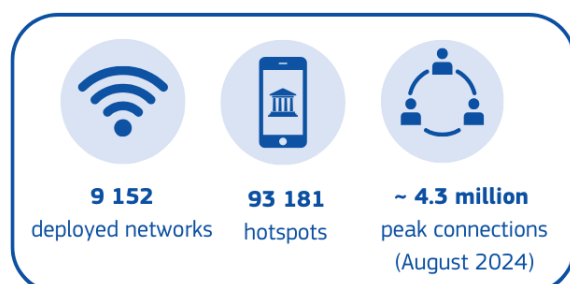 9 152
deployed networks
93 181
hotspots
~ 4.3 million
peak connections
(August 2024)